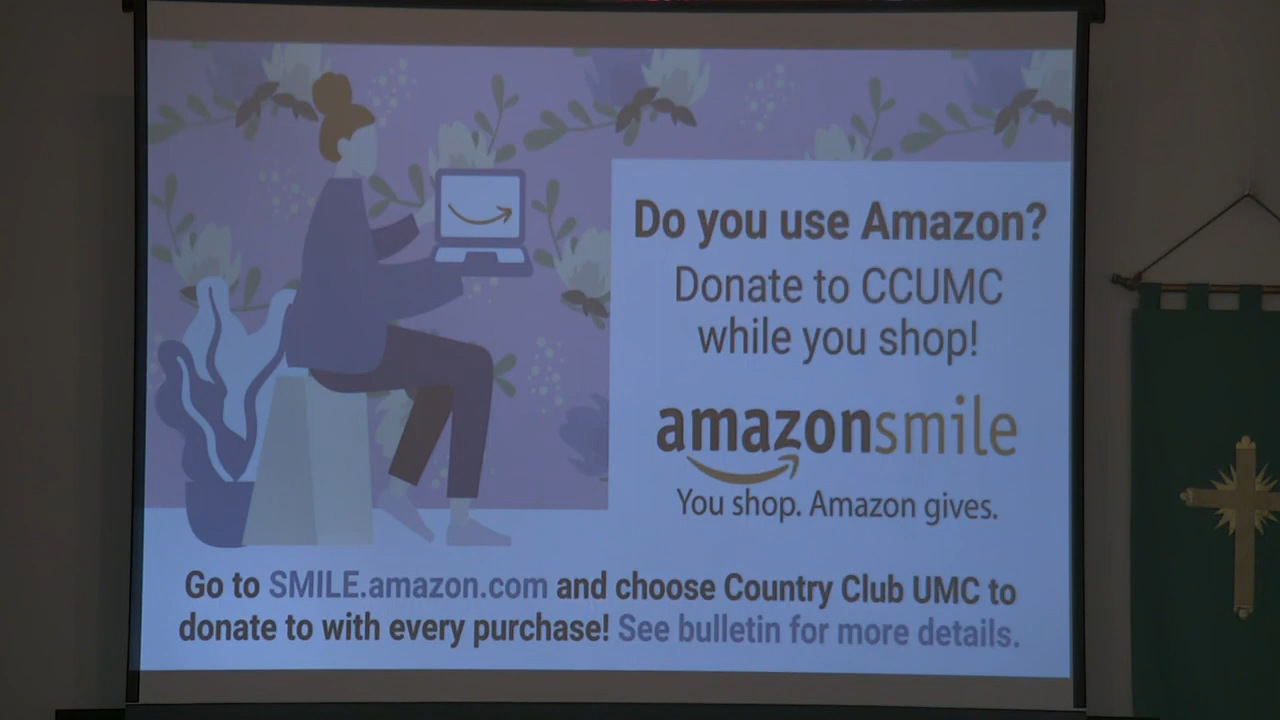 Do you use Amazon?
Donate to CCUMC
while you shop!
amazonsmile
You shop. Amazon gives.
Go to SMILE.amazon.com and choose Country Club UMC to
donate to with every purchase! See bulletin for more details.